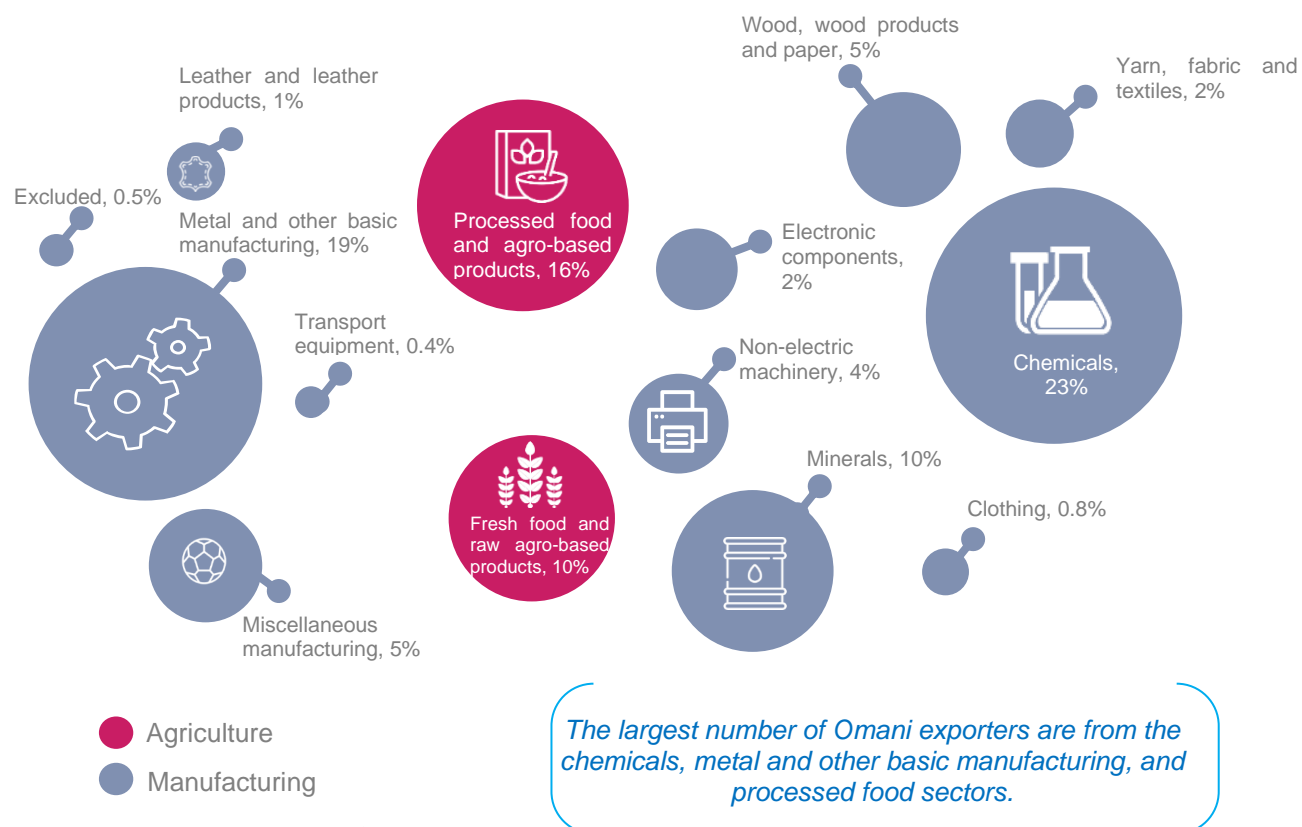 Wood, wood products
and paper, 5%
Leather and leather
products, 1%
Yarn, fabric and
textiles, 2%
Excluded, 0.5%
Metal and other basic
manufacturing, 19%
Processed food
and agro-based
products, 16%
Electronic
components,
2%
Transport
equipment, 0.4%
Non-electric
machinery, 4%
Chemicals,
23%
Minerals, 10%
Clothing, 0.8%
Fresh food and
raw agro-based
products, 10%
Miscellaneous
manufacturing, 5%
Agriculture
Manufacturing
The largest number of Omani exporters are from the
chemicals, metal and other basic manufacturing, and
processed food sectors.